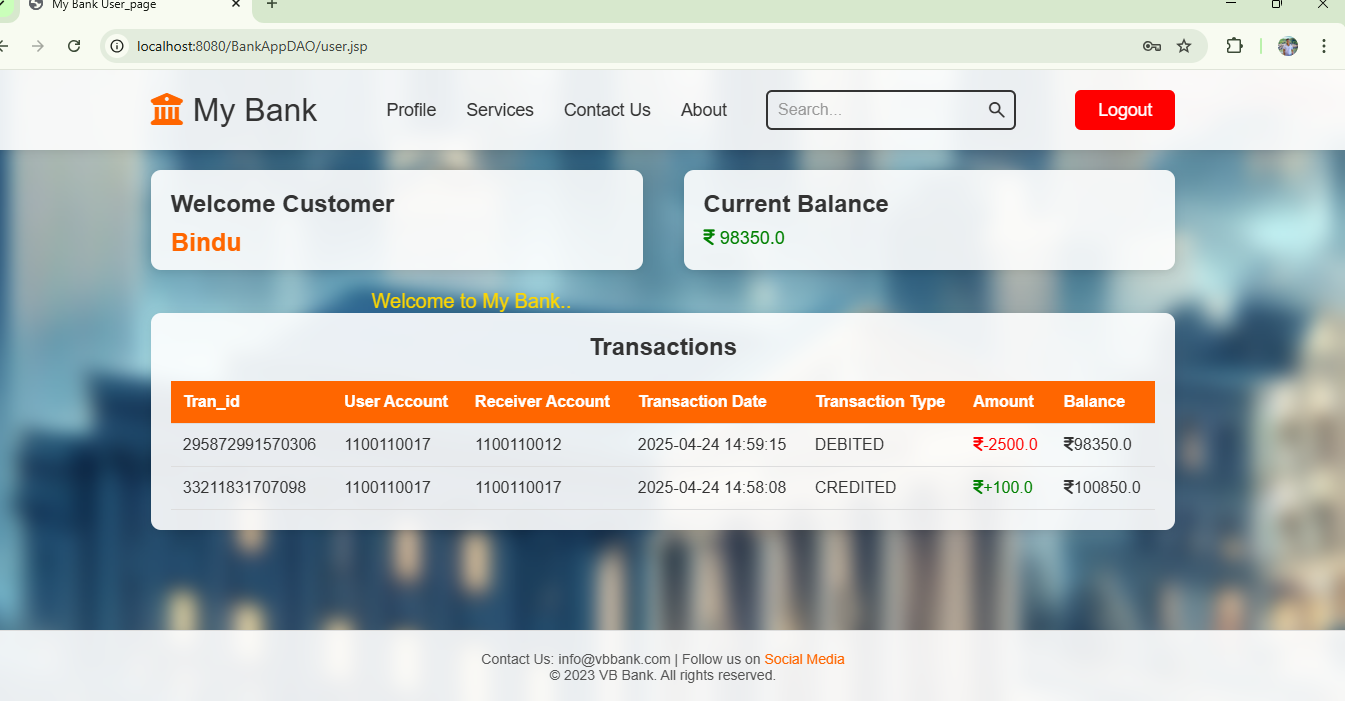 My Bank User_page
localhost:8080/BankAppDAO/user.jsp
My Bank Profile Services Contact Us About Search... Logout
Welcome Customer
Bindu
Current Balance
₹ 98350.0
Welcome to My Bank..
Transactions
Tran_id User Account Receiver Account Transaction Date Transaction Type Amount Balance
295872991570306 1100110017 1100110012 2025-04-24 14:59:15 DEBITED ₹-2500.0 ₹98350.0
33211831707098 1100110017 1100110017 2025-04-24 14:58:08 CREDITED ₹+100.0 ₹100850.0
Contact Us: info@vbbank.com | Follow us on Social Media
© 2023 VB Bank. All rights reserved.